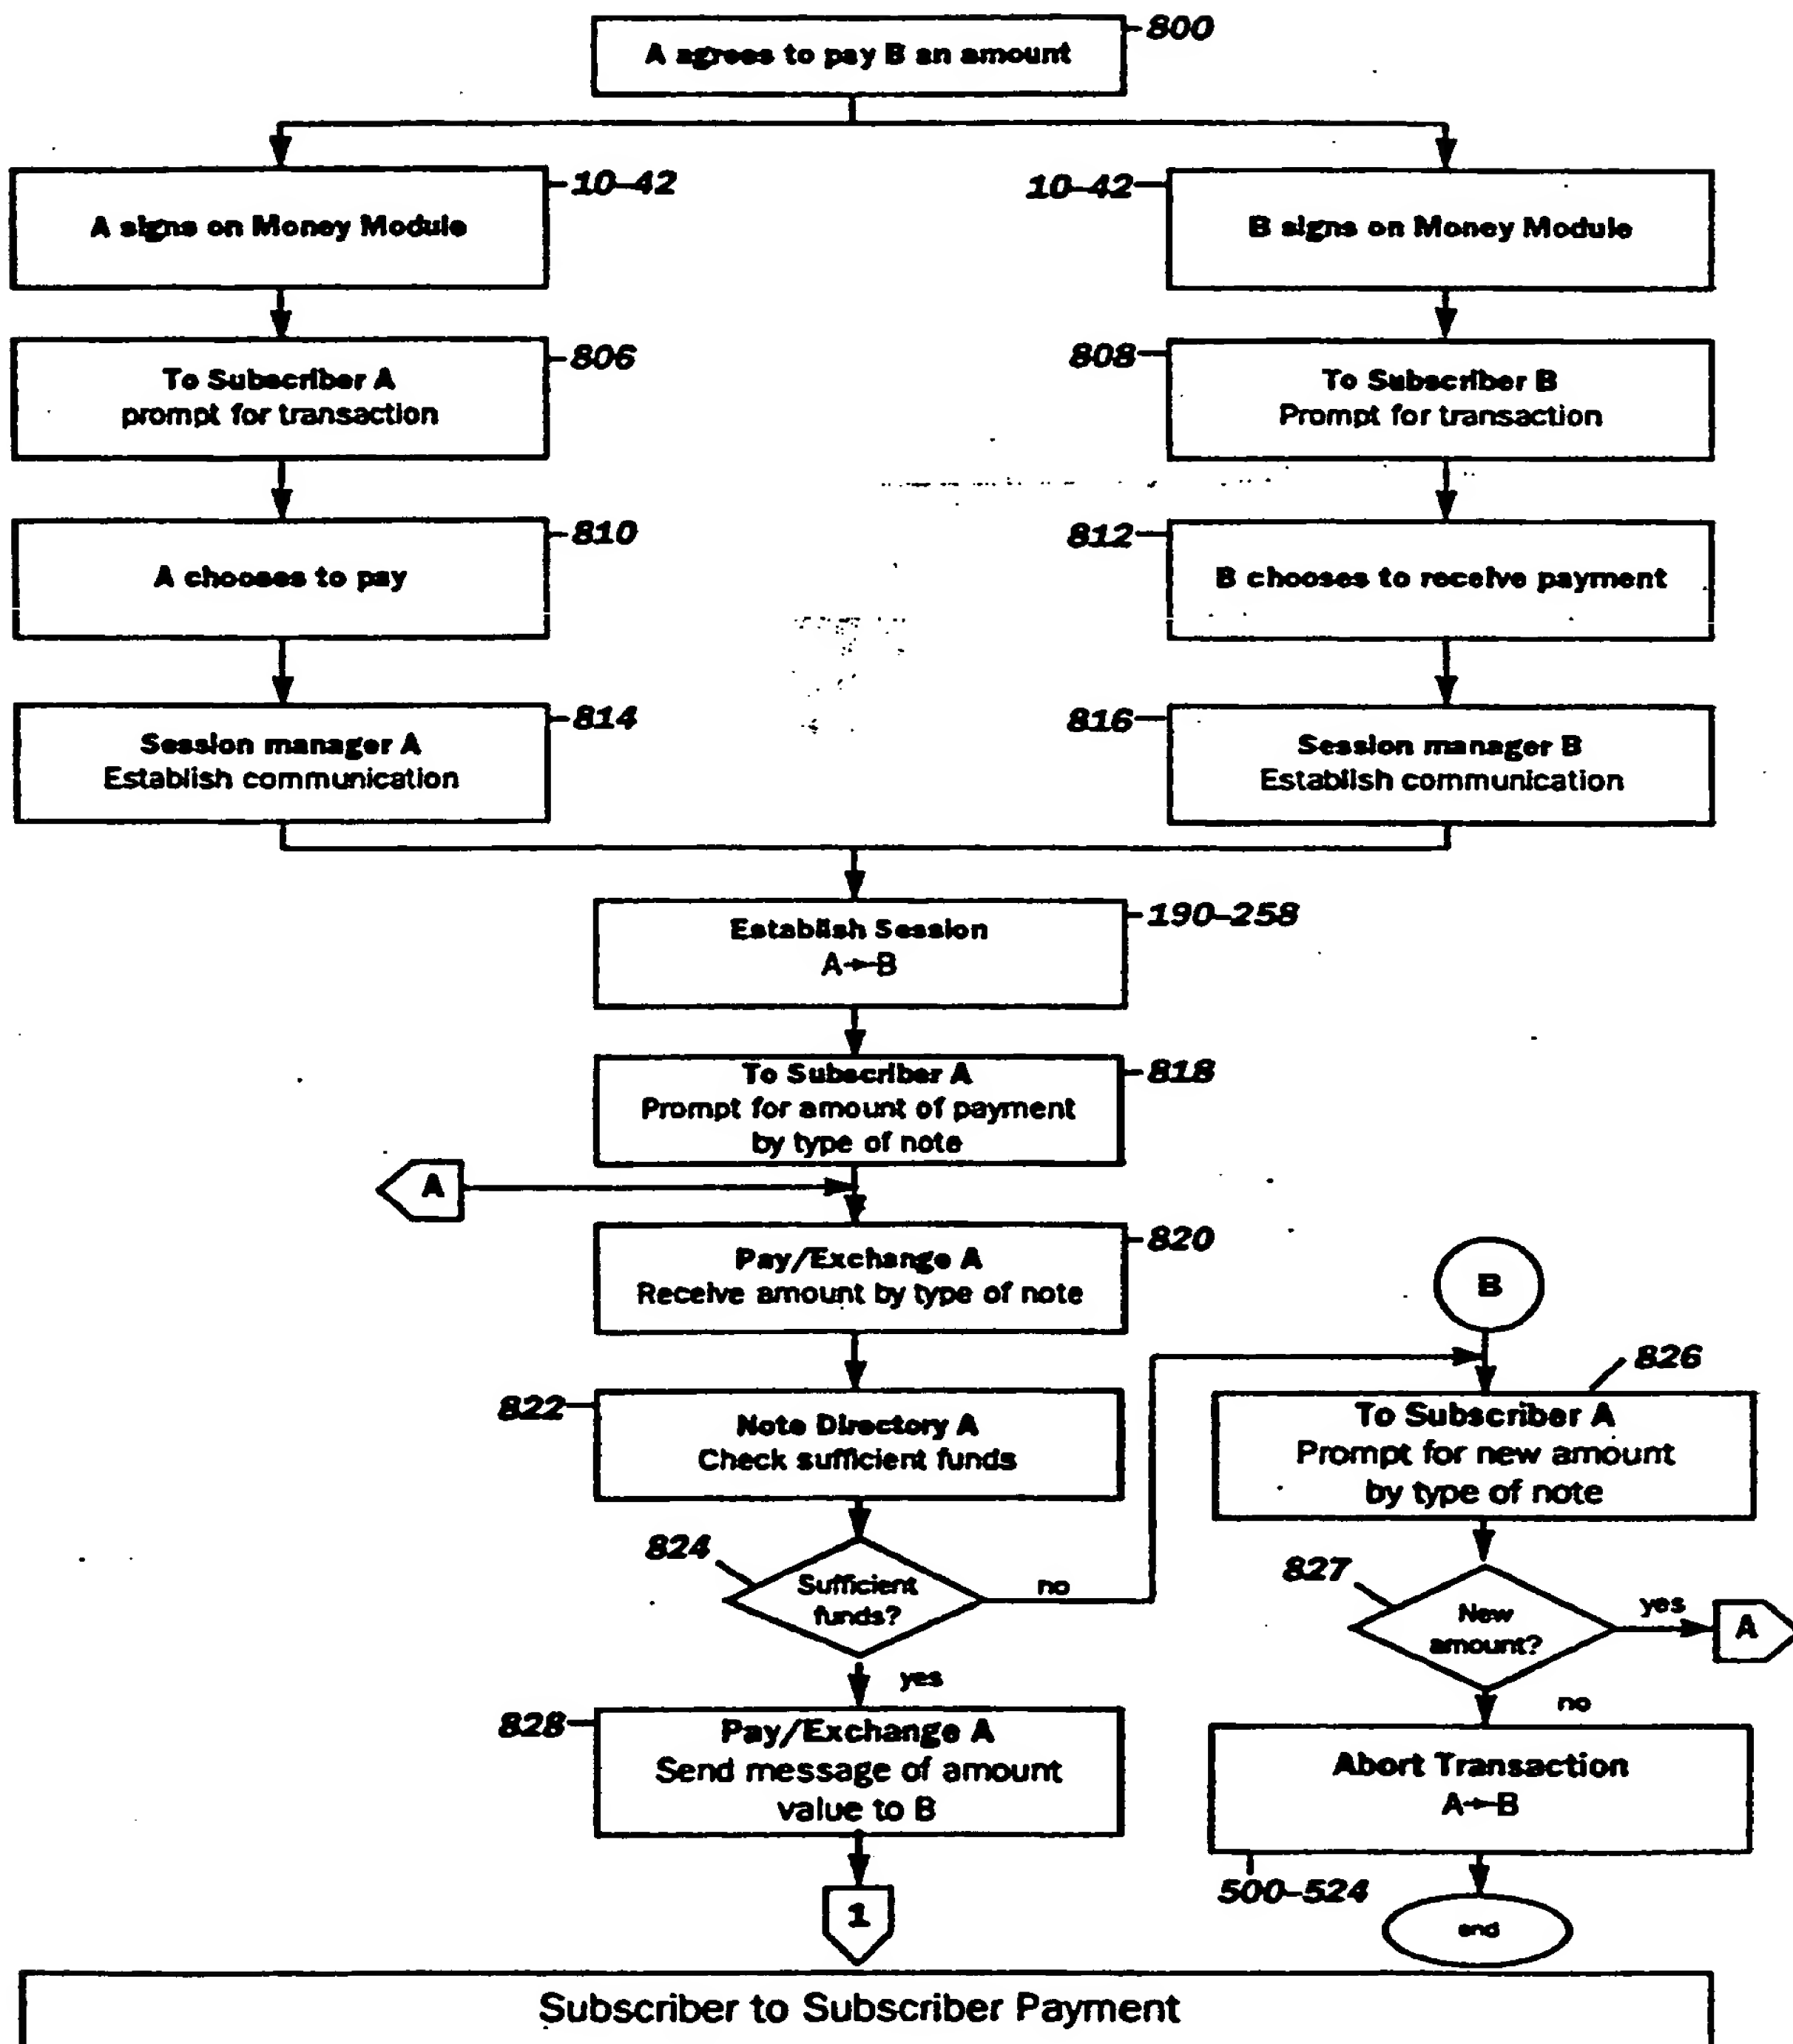 A agrees to pay B an amount
800
A signs on Money Module
10–42
10–42
B signs on Money Module
To Subscriber A
prompt for transaction
806
808
To Subscriber B
Prompt for transaction
A chooses to pay
810
812
B chooses to receive payment
Session manager A
Establish communication
814
816
Session manager B
Establish communication
Establish Session
A→B
190–258
To Subscriber A
Prompt for amount of payment
by type of note
818
A
Pay/Exchange A
Receive amount by type of note
820
B
822
Note Directory A
Check sufficient funds
826
To Subscriber A
Prompt for new amount
by type of note
824
Sufficient
funds?
no
yes
827
New
amount?
yes
A
no
828
Pay/Exchange A
Send message of amount
value to B
Abort Transaction
A→B
500–524
1
end
Subscriber to Subscriber Payment